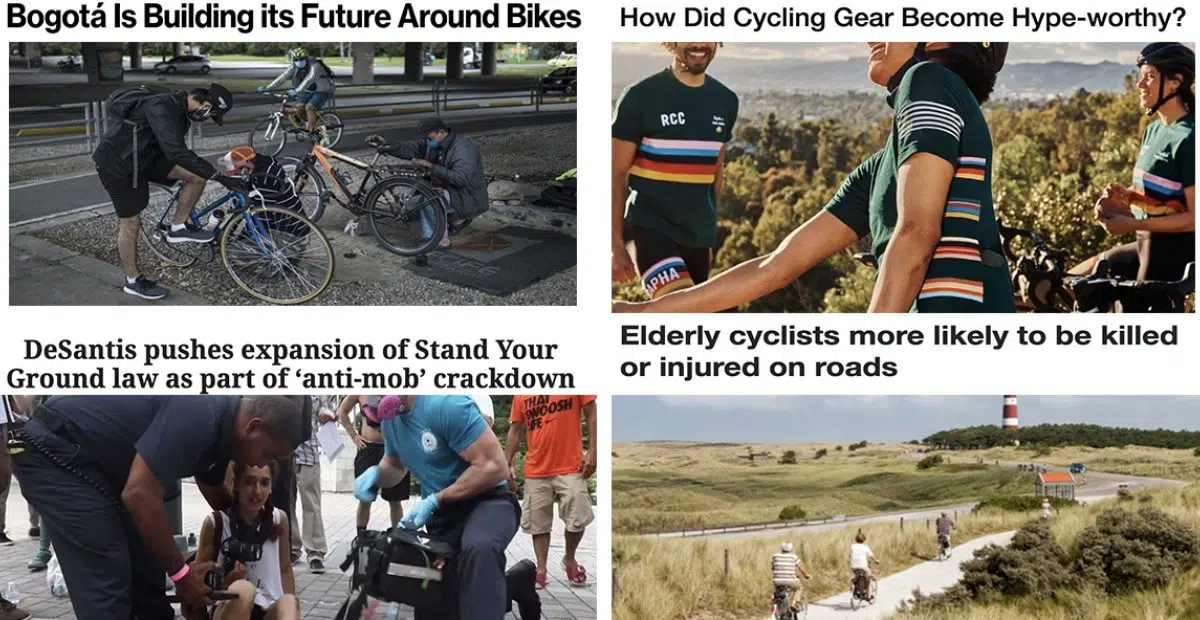 Bogotá Is Building its Future Around Bikes
How Did Cycling Gear Become Hype-worthy?
RCC
RAPHA
DeSantis pushes expansion of Stand Your
Ground law as part of ‘anti-mob’ crackdown
Elderly cyclists more likely to be killed
or injured on roads
THAT
SWOOSH
LIFE